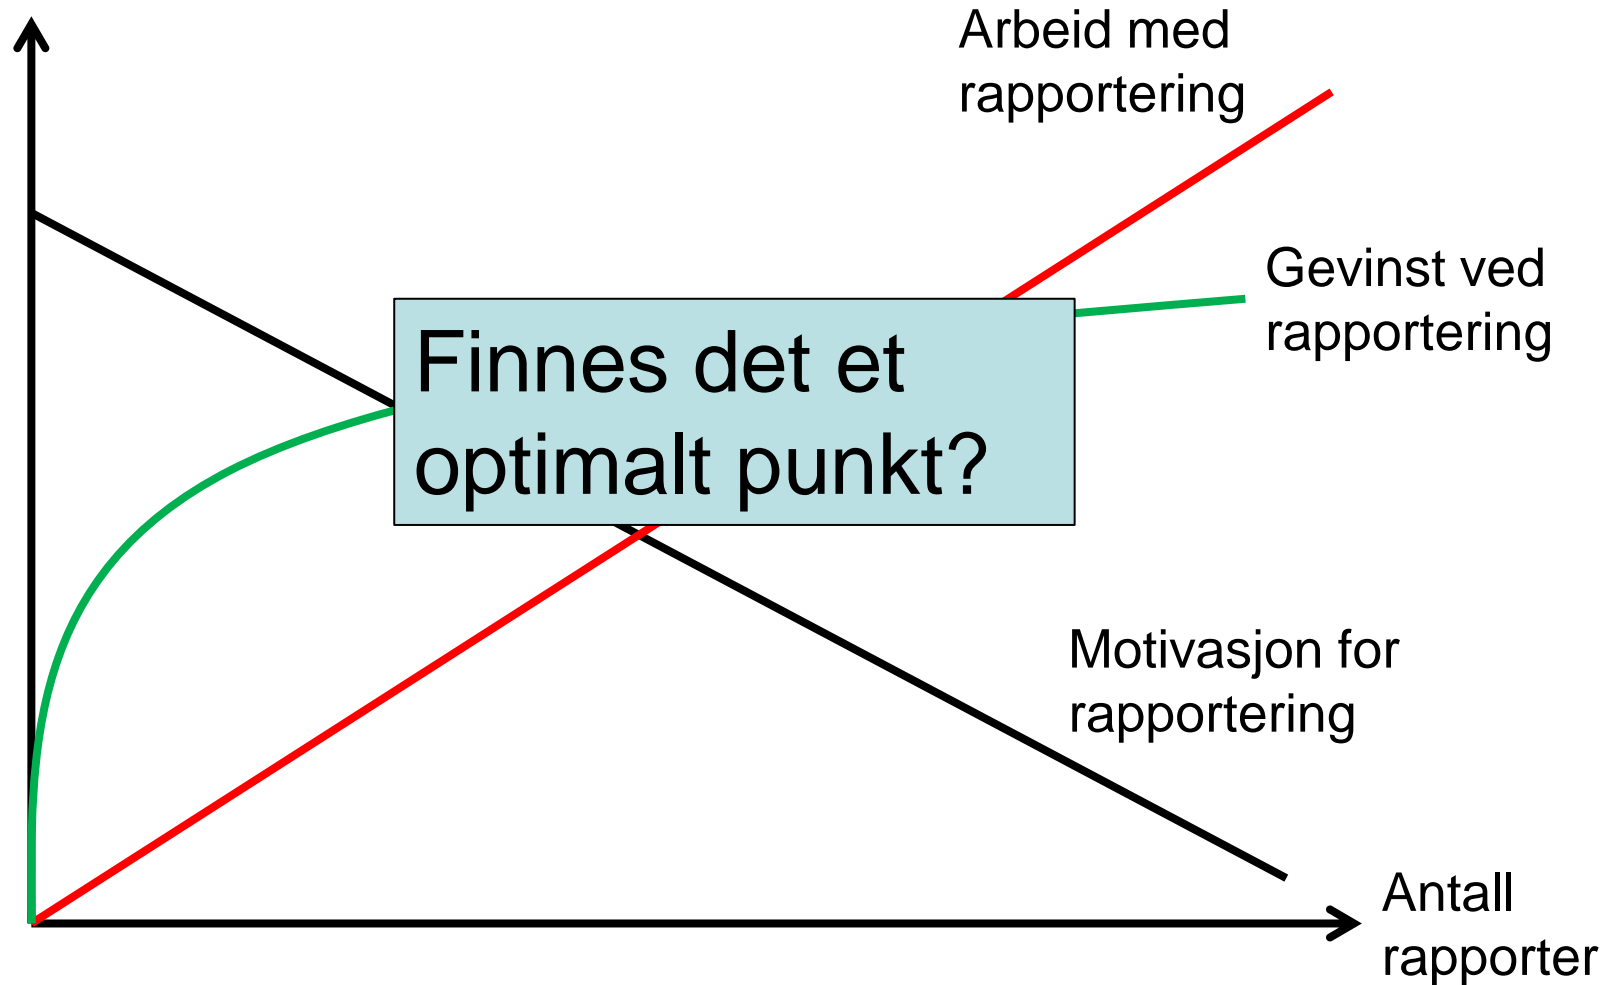 Arbeid med
rapportering
Gevinst ved
rapportering
Finnes det et
optimalt punkt?
Motivasjon for
rapportering
Antall
rapporter